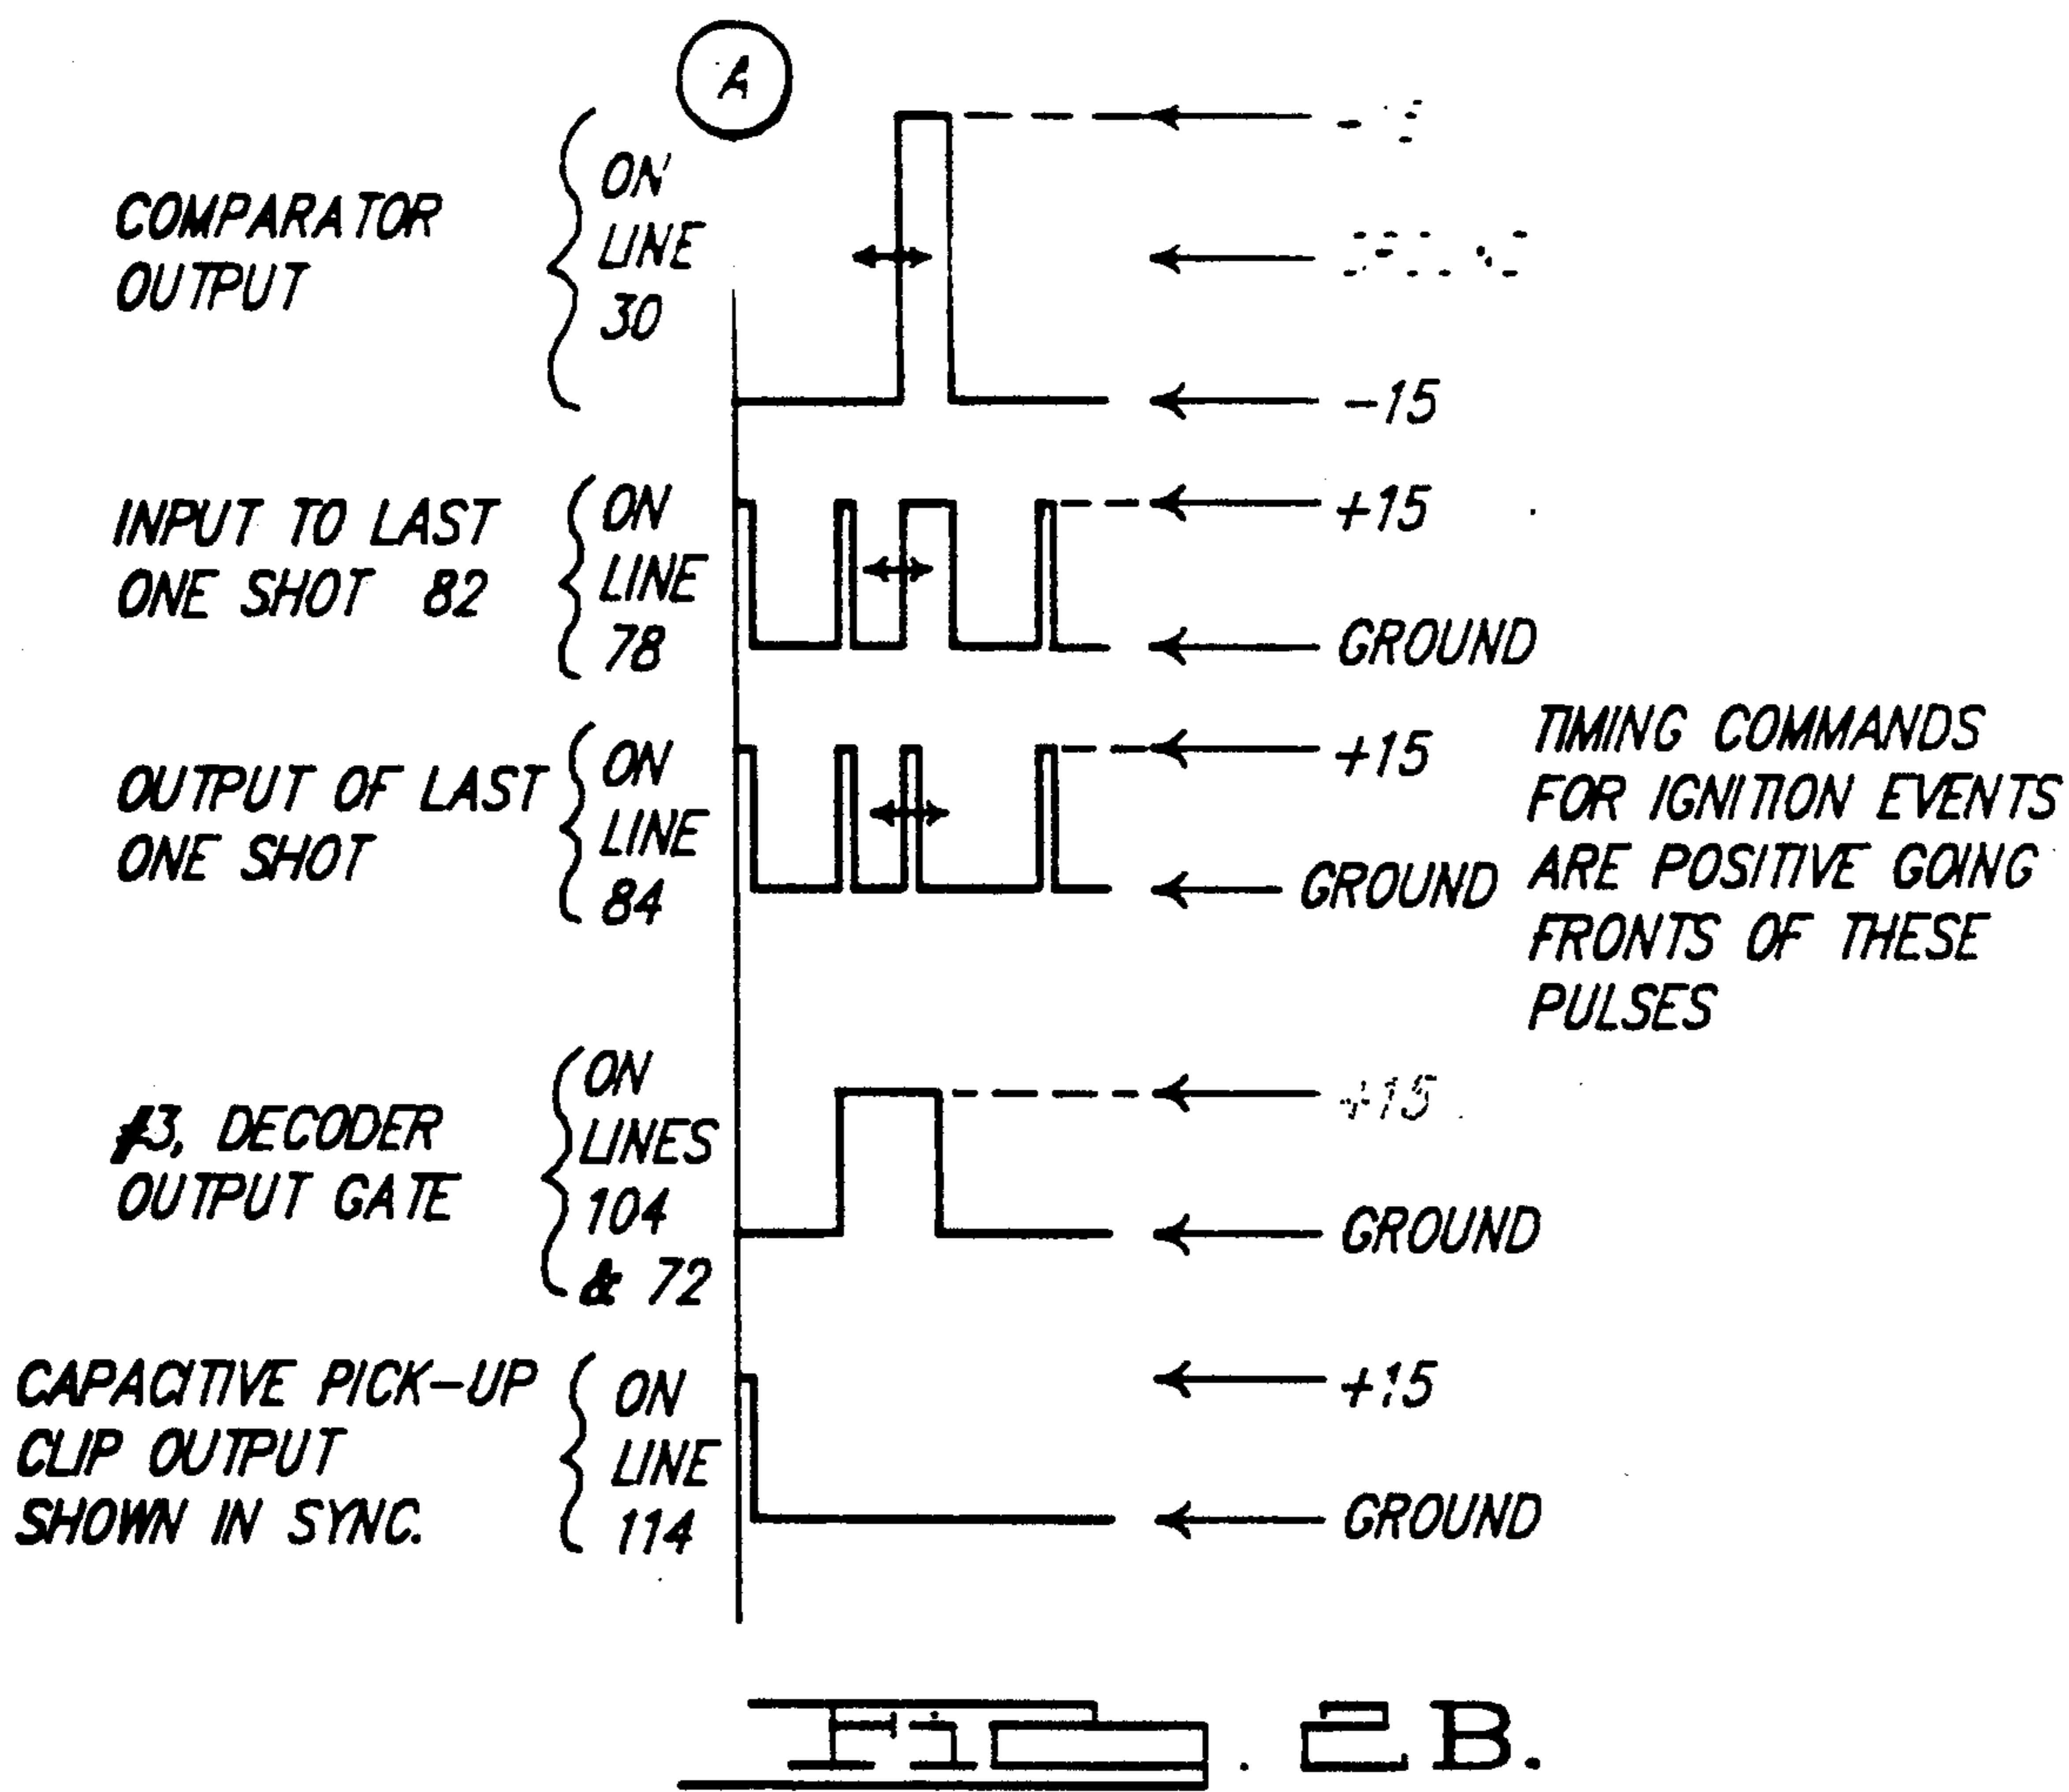 A
COMPARATOR
OUTPUT
ON
LINE
30
-15
INPUT TO LAST
ONE SHOT 82
ON
LINE
78
+15
GROUND
OUTPUT OF LAST
ONE SHOT
ON
LINE
84
+15
GROUND
TIMING COMMANDS
FOR IGNITION EVENTS
ARE POSITIVE GOING
FRONTS OF THESE
PULSES
#3, DECODER
OUTPUT GATE
ON
LINES
104
& 72
+15
GROUND
CAPACITIVE PICK-UP
CLIP OUTPUT
SHOWN IN SYNC.
ON
LINE
114
+15
GROUND
Fig. 2B.